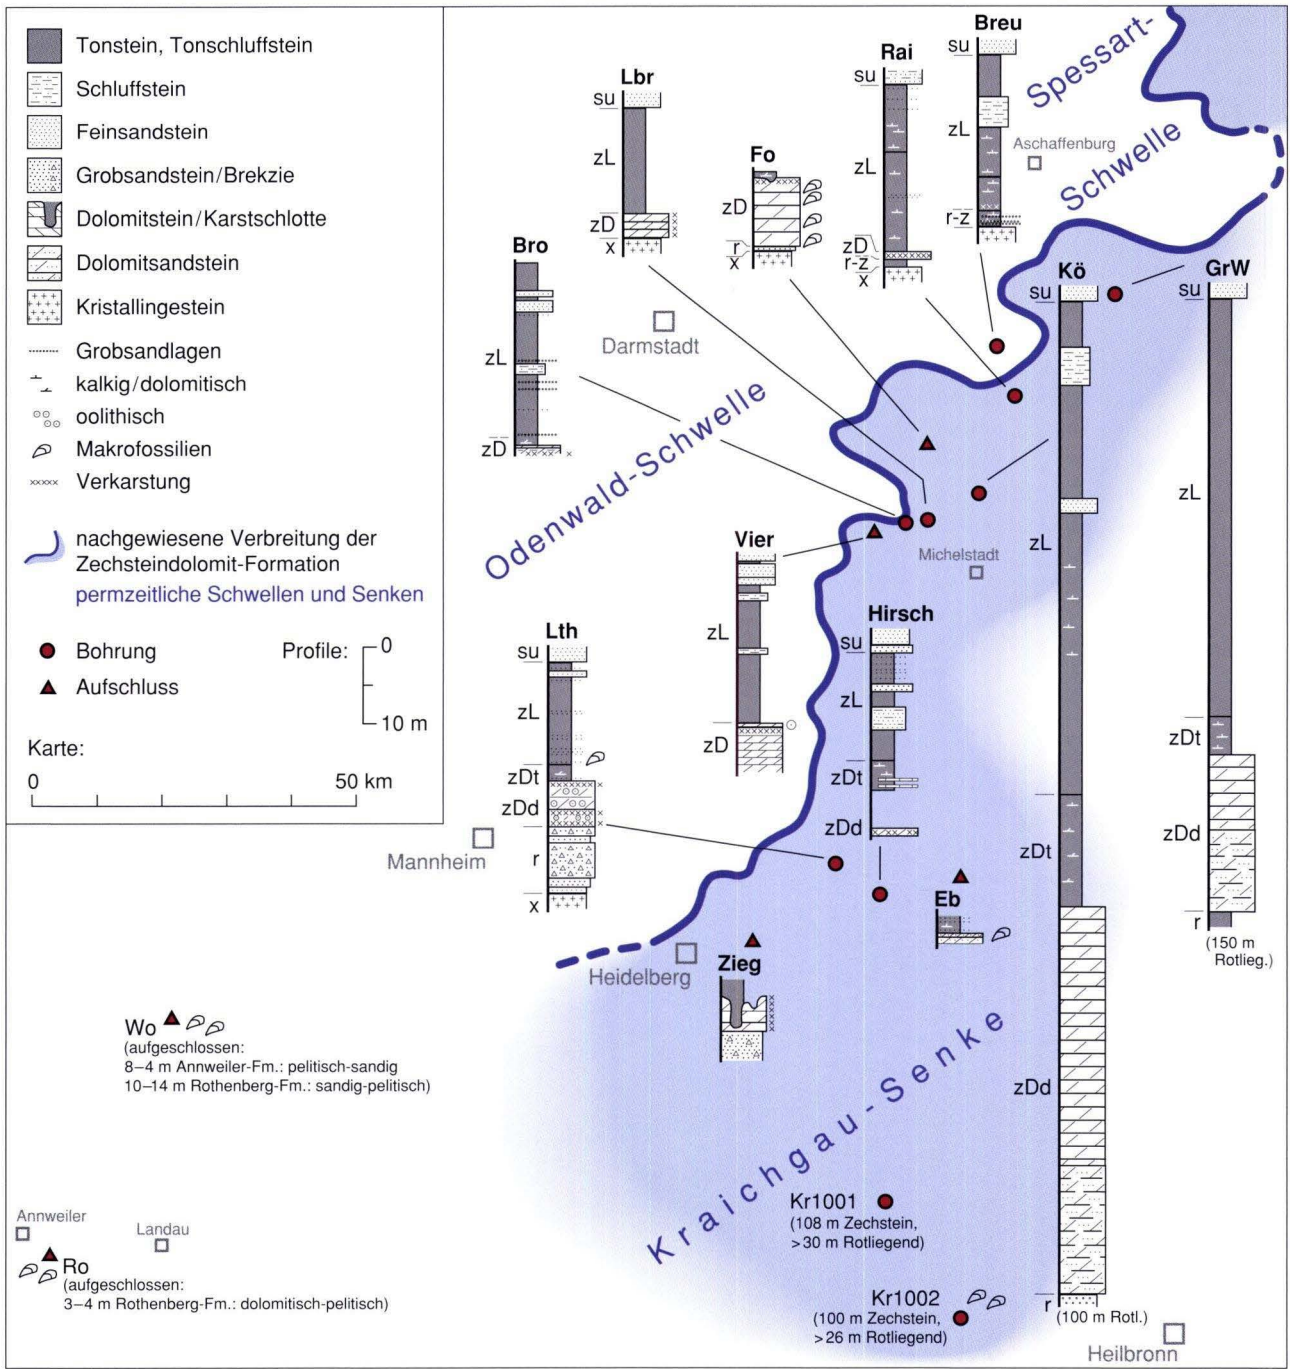 Tonstein, Tonschluffstein
Schluffstein
Feinsandstein
Grobsandstein/Brekzie
Dolomitstein/Karstschlotte
Dolomitsandstein
Kristallingestein
Grobsandlagen
kalkig/dolomitisch
oolithisch
Makrofossilien
Verkarstung
nachgewiesene Verbreitung der
Zechsteindolomit-Formation
permzeitliche Schwellen und Senken
Bohrung
Aufschluss
Profile:
0
10 m
Karte:
0
50 km
Breu
su
zL
r-z
Rai
su
zL
zD
r-z
x
Lbr
su
zL
zD
x
Fo
zD
r
x
Bro
zL
zD
Spessart-
Schwelle
Aschaffenburg
Darmstadt
Odenwald-Schwelle
Kö
su
zL
zDt
zDd
r
(100 m Rotl.)
GrW
su
zL
zDt
zDd
r
(150 m
Rotlieg.)
Michelstadt
Vier
zL
zD
Hirsch
su
zL
zDt
zDd
Lth
su
zL
zDt
zDd
r
x
Mannheim
Heidelberg
Eb
Zieg
Wo
(aufgeschlossen:
8–4 m Annweiler-Fm.: pelitisch-sandig
10–14 m Rothenberg-Fm.: sandig-pelitisch)
Kraichgau-Senke
Annweiler
Landau
Ro
(aufgeschlossen:
3–4 m Rothenberg-Fm.: dolomitisch-pelitisch)
Kr1001
(108 m Zechstein,
>30 m Rotliegend)
Kr1002
(100 m Zechstein,
>26 m Rotliegend)
Heilbronn